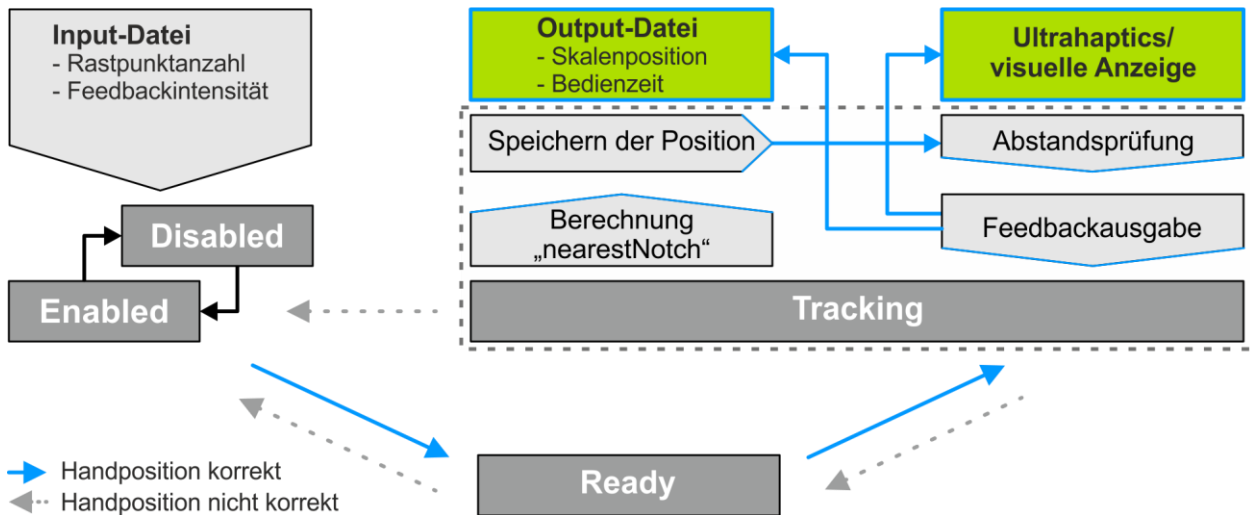 Input-Datei
- Rastpunktanzahl
- Feedbackintensität
Output-Datei
- Skalenposition
- Bedienzeit
Ultrahaptics/
visuelle Anzeige
Speichern der Position
Abstandsprüfung
Berechnung
„nearestNotch“
Feedbackausgabe
Disabled
Enabled
Tracking
Ready
Handposition korrekt
Handposition nicht korrekt